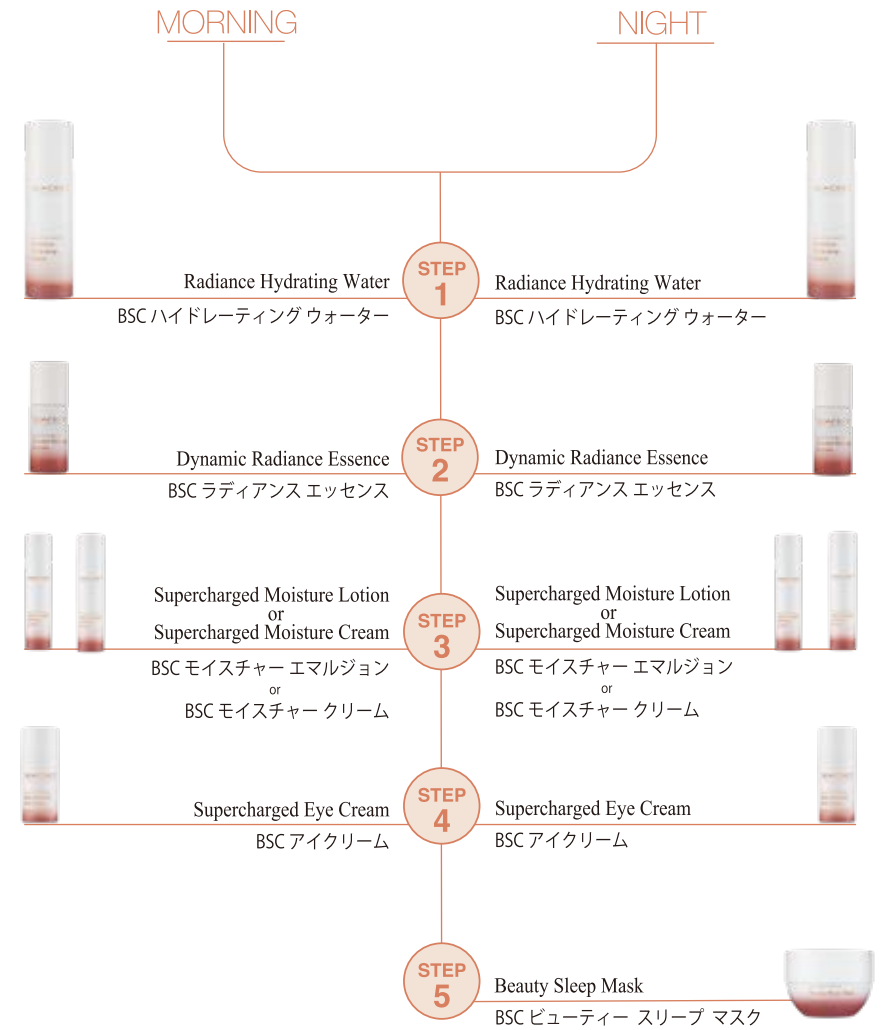 MORNING
NIGHT
STEP
1
Radiance Hydrating Water
BSC ハイドレーティング ウォーター
Radiance Hydrating Water
BSC ハイドレーティング ウォーター
STEP
2
Dynamic Radiance Essence
BSC ラディアンス エッセンス
Dynamic Radiance Essence
BSC ラディアンス エッセンス
STEP
3
Supercharged Moisture Lotion
or
Supercharged Moisture Cream
BSC モイスチャー エマルジョン
or
BSC モイスチャー クリーム
Supercharged Moisture Lotion
or
Supercharged Moisture Cream
BSC モイスチャー エマルジョン
or
BSC モイスチャー クリーム
STEP
4
Supercharged Eye Cream
BSC アイクリーム
Supercharged Eye Cream
BSC アイクリーム
STEP
5
Beauty Sleep Mask
BSC ビューティー スリープ マスク